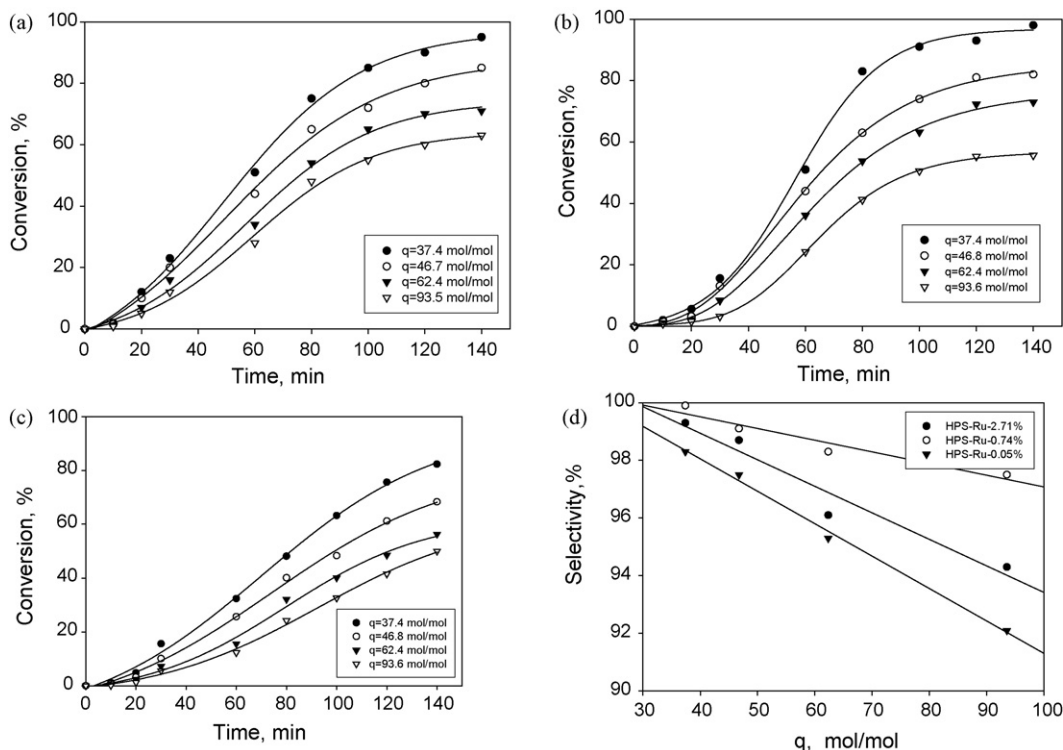 (a)
Conversion, %
100
80
60
40
20
0
q=37.4 mol/mol
q=46.7 mol/mol
q=62.4 mol/mol
q=93.5 mol/mol
0 20 40 60 80 100 120 140
Time, min
(b)
Conversion,%
100
80
60
40
20
0
q=37.4 mol/mol
q=46.8 mol/mol
q=62.4 mol/mol
q=93.6 mol/mol
0 20 40 60 80 100 120 140
Time, min
(c)
Conversion, %
100
80
60
40
20
0
q=37.4 mol/mol
q=46.8 mol/mol
q=62.4 mol/mol
q=93.6 mol/mol
0 20 40 60 80 100 120 140
Time, min
(d)
Selectivity,%
100
98
96
94
92
90
HPS-Ru-2.71%
HPS-Ru-0.74%
HPS-Ru-0.05%
30 40 50 60 70 80 90 100
q, mol/mol